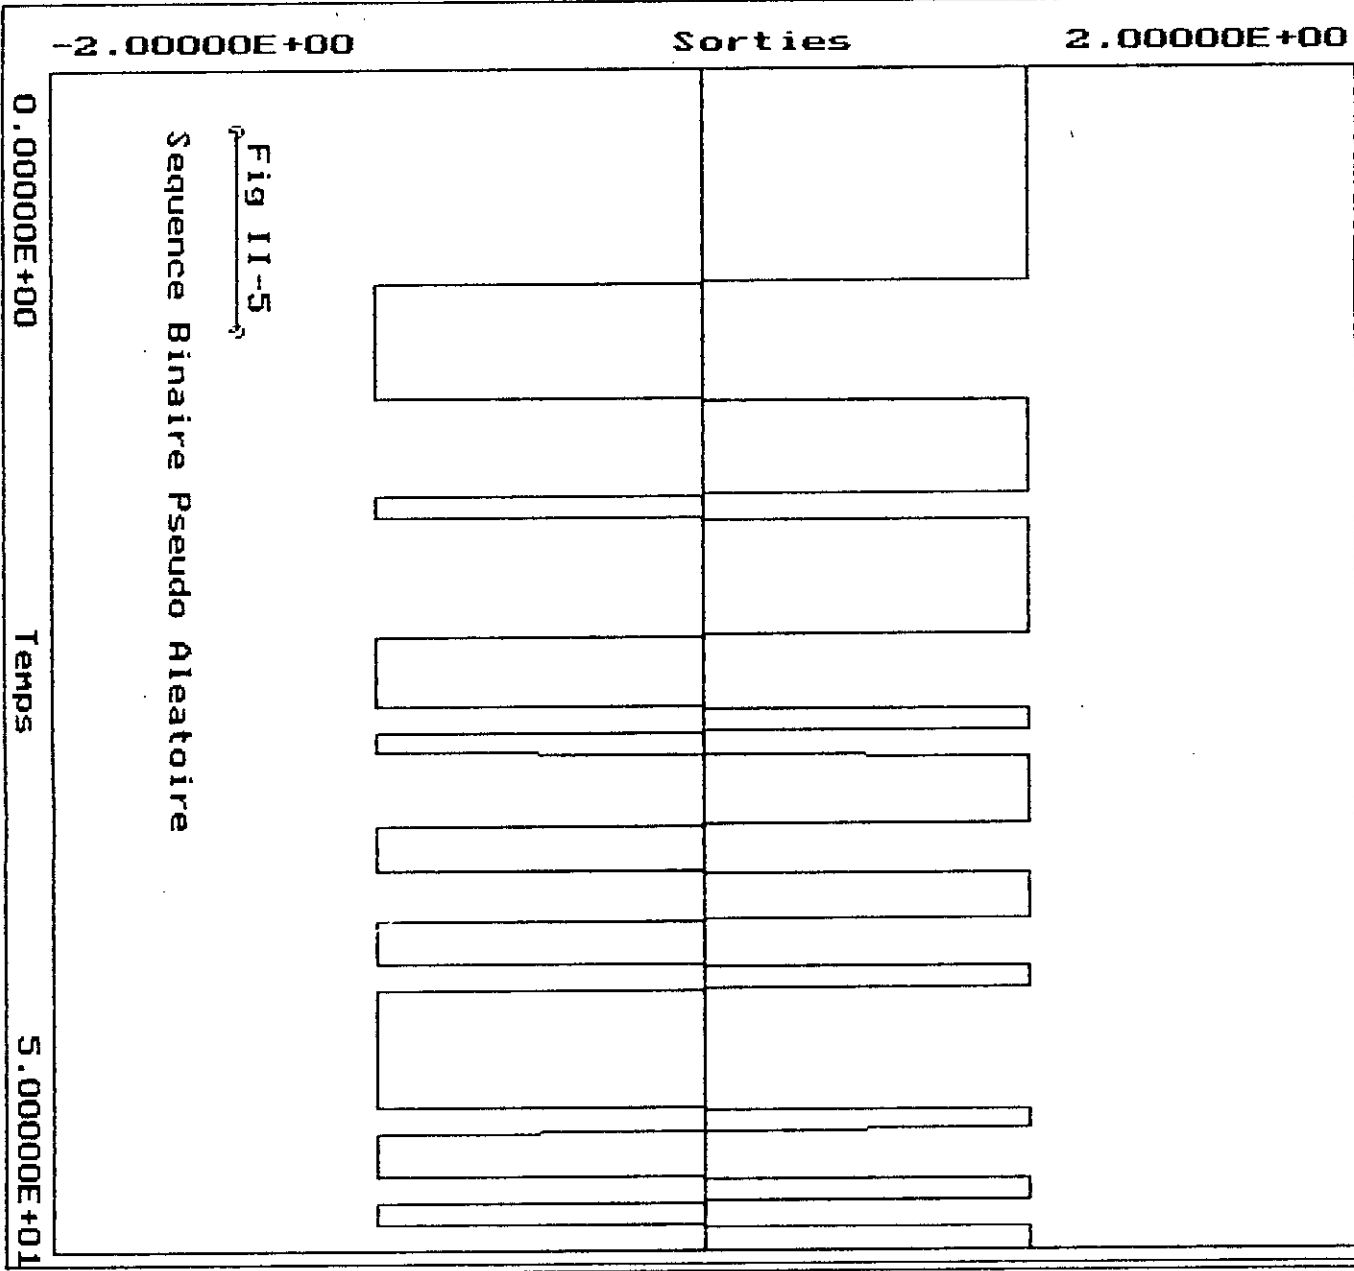 -2.00000E+00 Sorties 2.00000E+00
0.00000E+00 Temps 5.00000E+01
Fig II-5
Sequence Binaire Pseudo Aleatoire